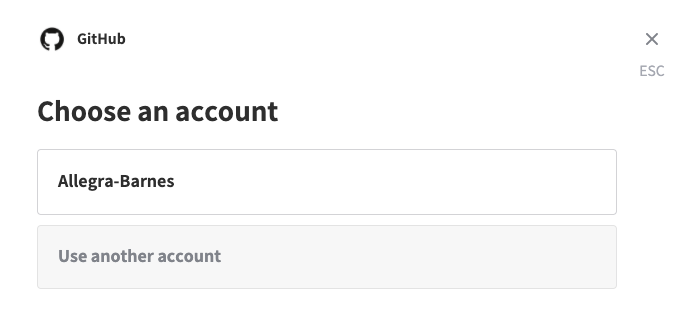 GitHub
ESC
Choose an account
Allegra-Barnes
Use another account